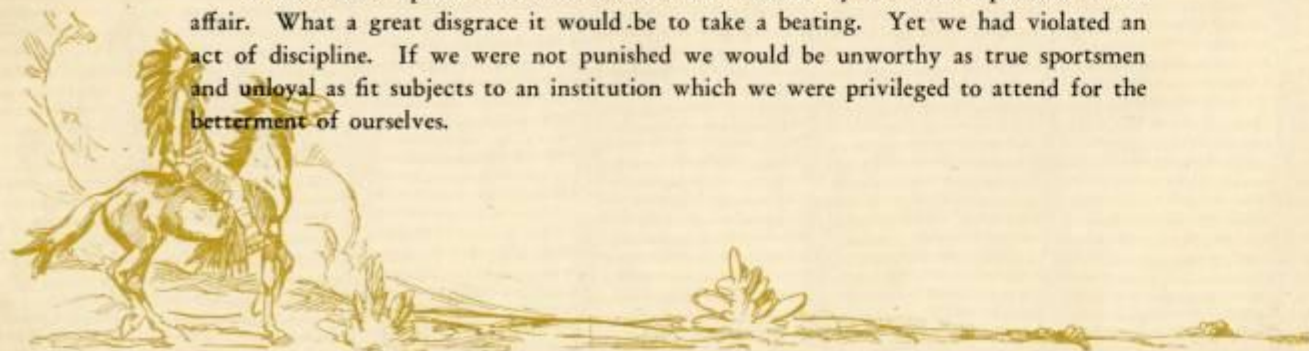 affair. What a great disgrace it would be to take a beating. Yet we had violated an
act of discipline. If we were not punished we would be unworthy as true sportsmen
and unloyal as fit subjects to an institution which we were privileged to attend for the
betterment of ourselves.